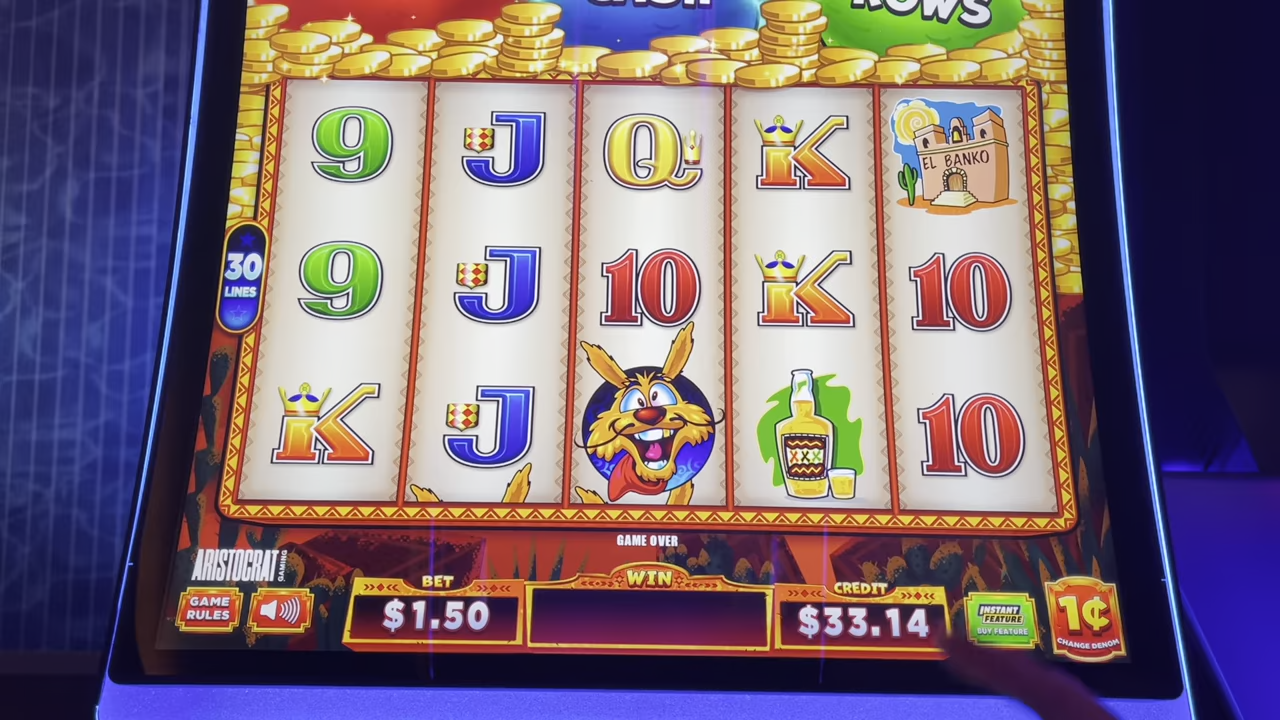 CASH
ROWS
9 J Q K EL BANKO
30
LINES
9 J 10 K 10
K J XXX 10
GAME OVER
ARISTOCRAT
GAMING
BET
WIN
CREDIT
GAME
RULES
$1.50
$33.14
INSTANT
FEATURE
BUY FEATURE
1¢
CHANGE DENOM